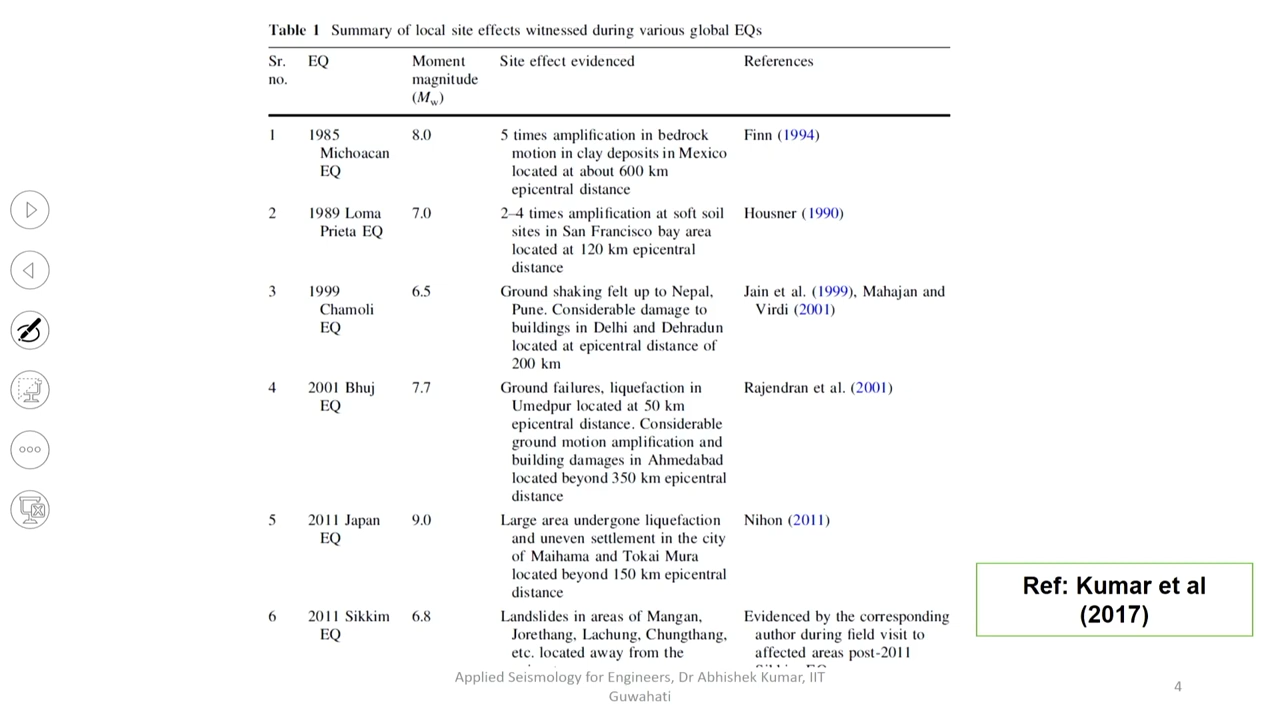 Table 1 Summary of local site effects witnessed during various global EQs
Sr. no.
EQ
Moment magnitude (Mw)
Site effect evidenced
References
1
1985
Michoacan
EQ
8.0
5 times amplification in bedrock
motion in clay deposits in Mexico
located at about 600 km
epicentral distance
Finn (1994)
2
1989 Loma
Prieta EQ
7.0
2–4 times amplification at soft soil
sites in San Francisco bay area
located at 120 km epicentral
distance
Housner (1990)
3
1999
Chamoli
EQ
6.5
Ground shaking felt up to Nepal,
Pune. Considerable damage to
buildings in Delhi and Dehradun
located at epicentral distance of
200 km
Jain et al. (1999), Mahajan and
Virdi (2001)
4
2001 Bhuj
EQ
7.7
Ground failures, liquefaction in
Umedpur located at 50 km
epicentral distance. Considerable
ground motion amplification and
building damages in Ahmedabad
located beyond 350 km epicentral
distance
Rajendran et al. (2001)
5
2011 Japan
EQ
9.0
Large area undergone liquefaction
and uneven settlement in the city
of Maihama and Tokai Mura
located beyond 150 km epicentral
distance
Nihon (2011)
6
2011 Sikkim
EQ
6.8
Landslides in areas of Mangan,
Jorethang, Lachung, Chungthang,
etc. located away from the
Evidenced by the corresponding
author during field visit to
affected areas post-2011
Ref: Kumar et al
(2017)
Applied Seismology for Engineers, Dr Abhishek Kumar, IIT
Guwahati
4